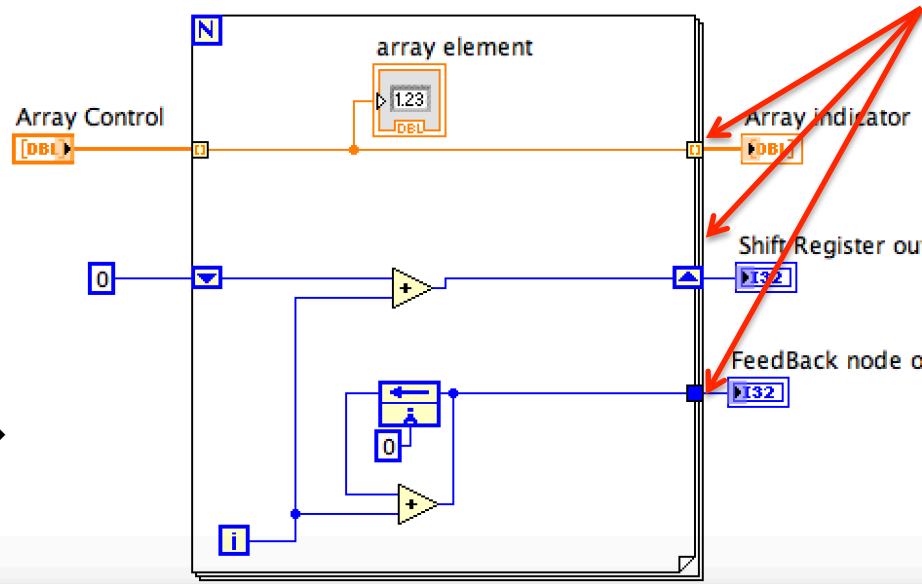 N
array element
1.23
DBL
Array Control
[DBL]
Array indicator
DBL]
Shift Register ou
0
I32
FeedBack node o
I32
i
0
i